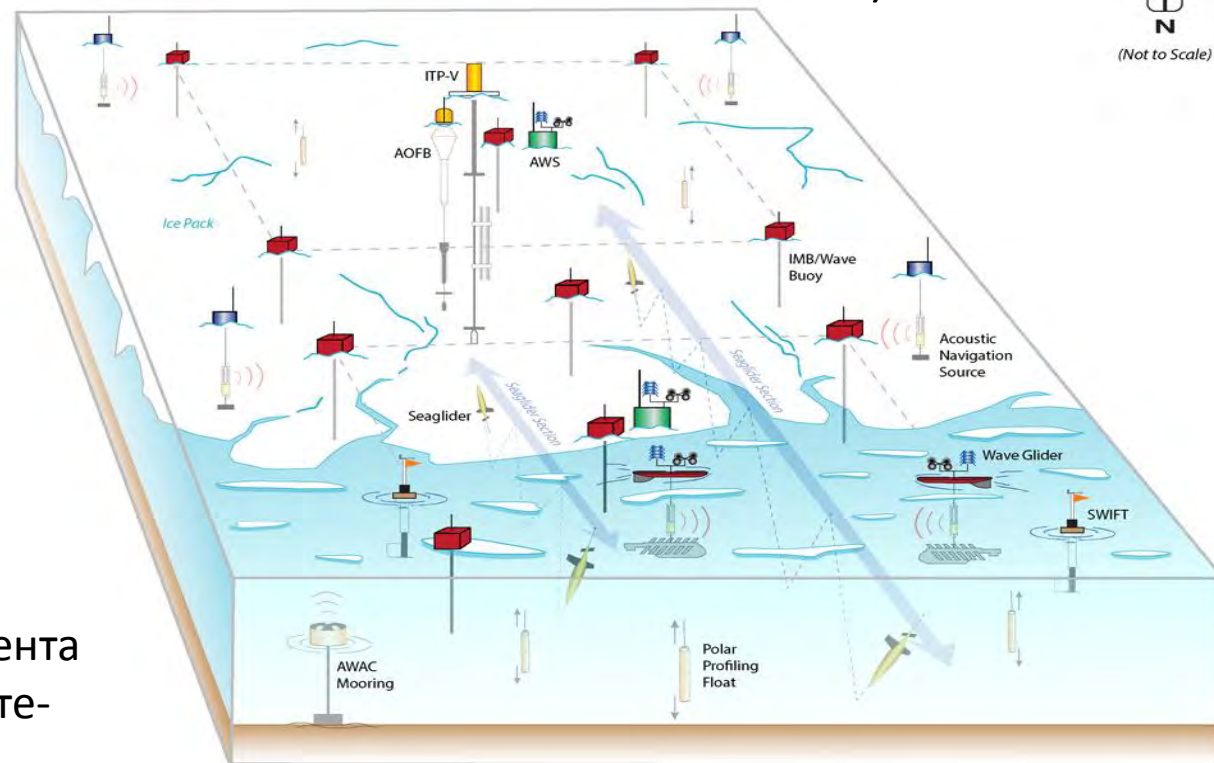 N
(Not to Scale)
ITP-V
AOFB
AWS
Ice Pack
IMB/Wave
Buoy
Acoustic
Navigation
Source
Seaglider Section
Seaglider
Seaglider Section
Wave Glider
SWIFT
AWAC
Mooring
Polar
Profiling
Float
ента
те-